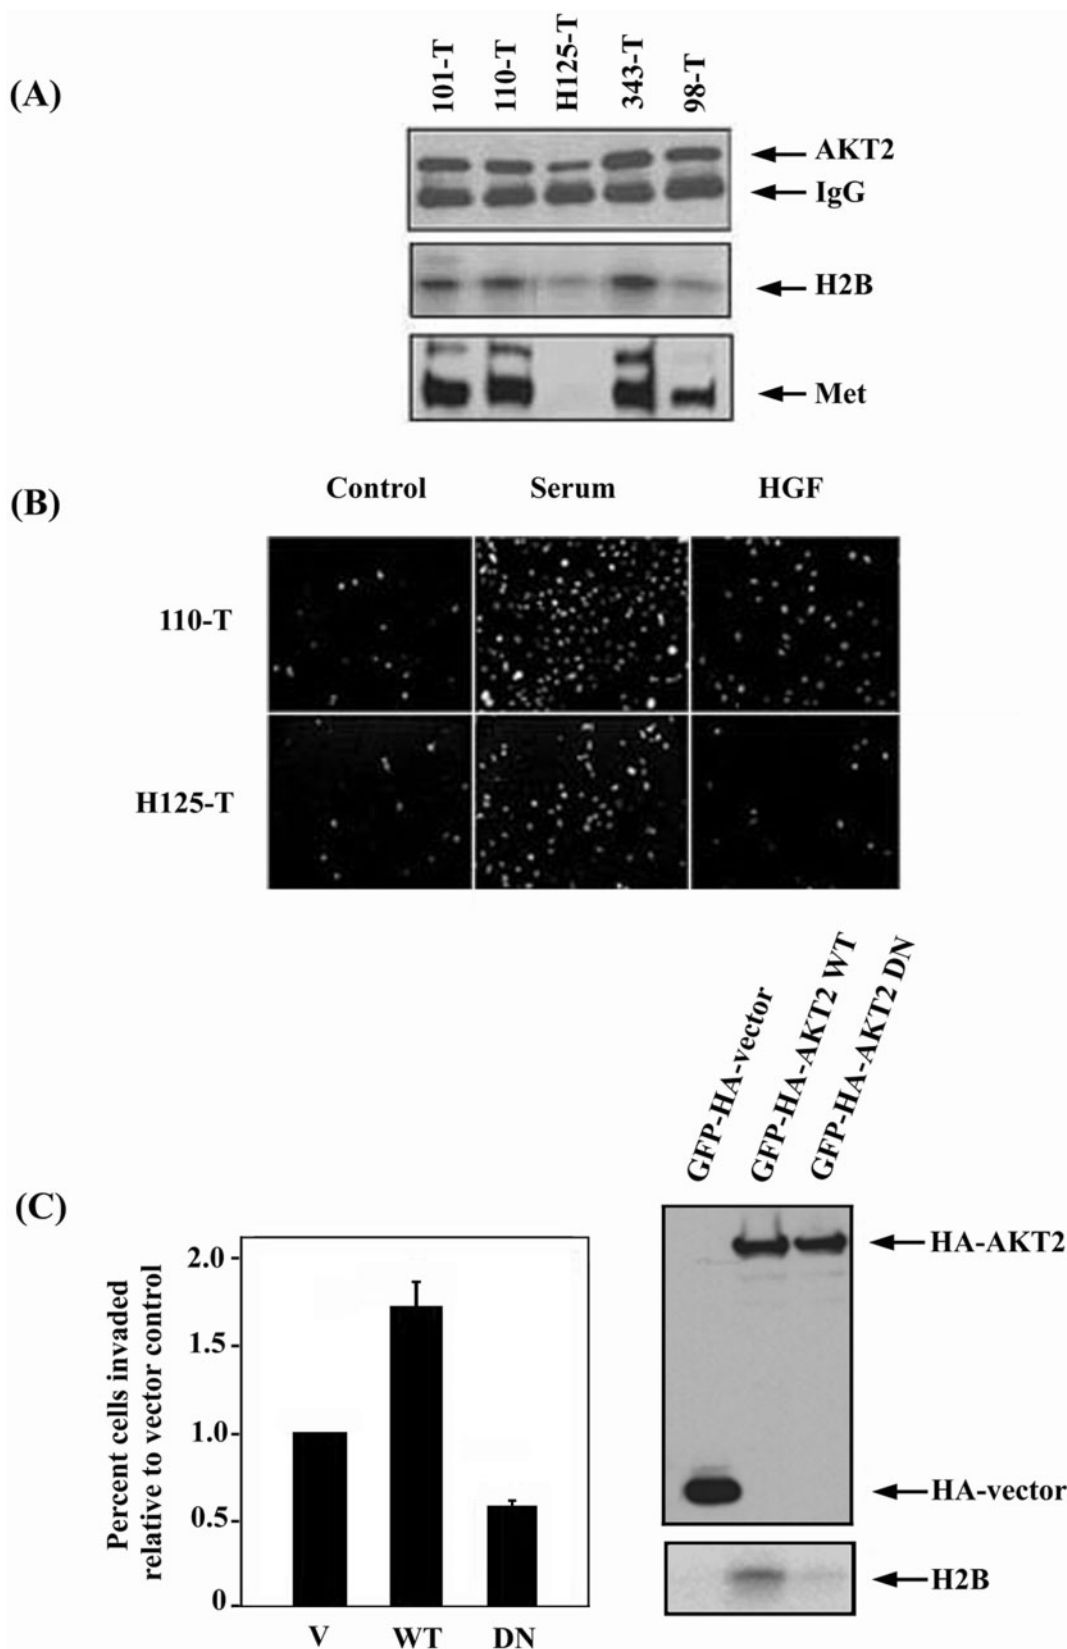 (A)
101-T
110-T
H125-T
343-T
98-T
AKT2
IgG
H2B
Met
(B)
Control Serum HGF
110-T
H125-T
(C)
GFP-HA-vector
GFP-HA-AKT2 WT
GFP-HA-AKT2 DN
Percent cells invaded
relative to vector control
2.0
1.5
1.0
0.5
0
V WT DN
HA-AKT2
HA-vector
H2B